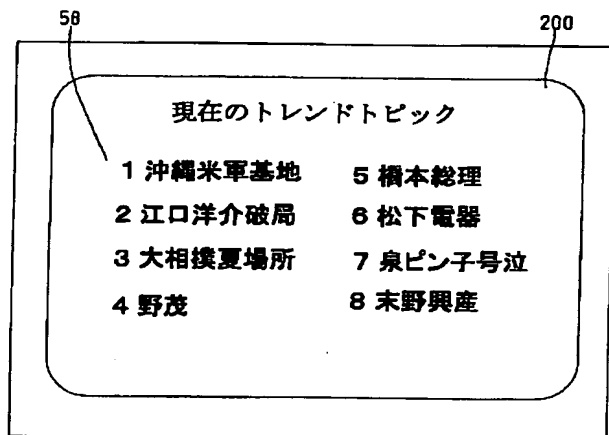 58
200
現在のトレンドトピック
1 沖縄米軍基地
2 江口洋介破局
3 大相撲夏場所
4 野茂
5 橋本総理
6 松下電器
7 泉ピン子号泣
8 末野興産